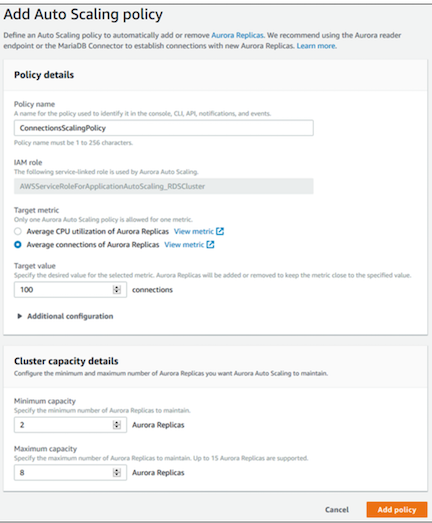 Add Auto Scaling policy
Define an Auto Scaling policy to automatically add or remove Aurora Replicas. We recommend using the Aurora reader
endpoint or the MariaDB Connector to establish connections with new Aurora Replicas. Learn more.
Policy details
Policy name
A name for the policy used to identify it in the console, CLI, API, notifications, and events.
ConnectionsScalingPolicy
Policy name must be 1 to 256 characters.
IAM role
The following service-linked role is used by Aurora Auto Scaling.
AWSServiceRoleForApplicationAutoScaling_RDSCluster
Target metric
Only one Aurora Auto Scaling policy is allowed for one metric.
Average CPU utilization of Aurora Replicas View metric
Average connections of Aurora Replicas View metric
Target value
Specify the desired value for the selected metric. Aurora Replicas will be added or removed to keep the metric close to the specified value.
100 connections
Additional configuration
Cluster capacity details
Configure the minimum and maximum number of Aurora Replicas you want Aurora Auto Scaling to maintain.
Minimum capacity
Specify the minimum number of Aurora Replicas to maintain.
2 Aurora Replicas
Maximum capacity
Specify the maximum number of Aurora Replicas to maintain. Up to 15 Aurora Replicas are supported.
8 Aurora Replicas
Cancel Add policy